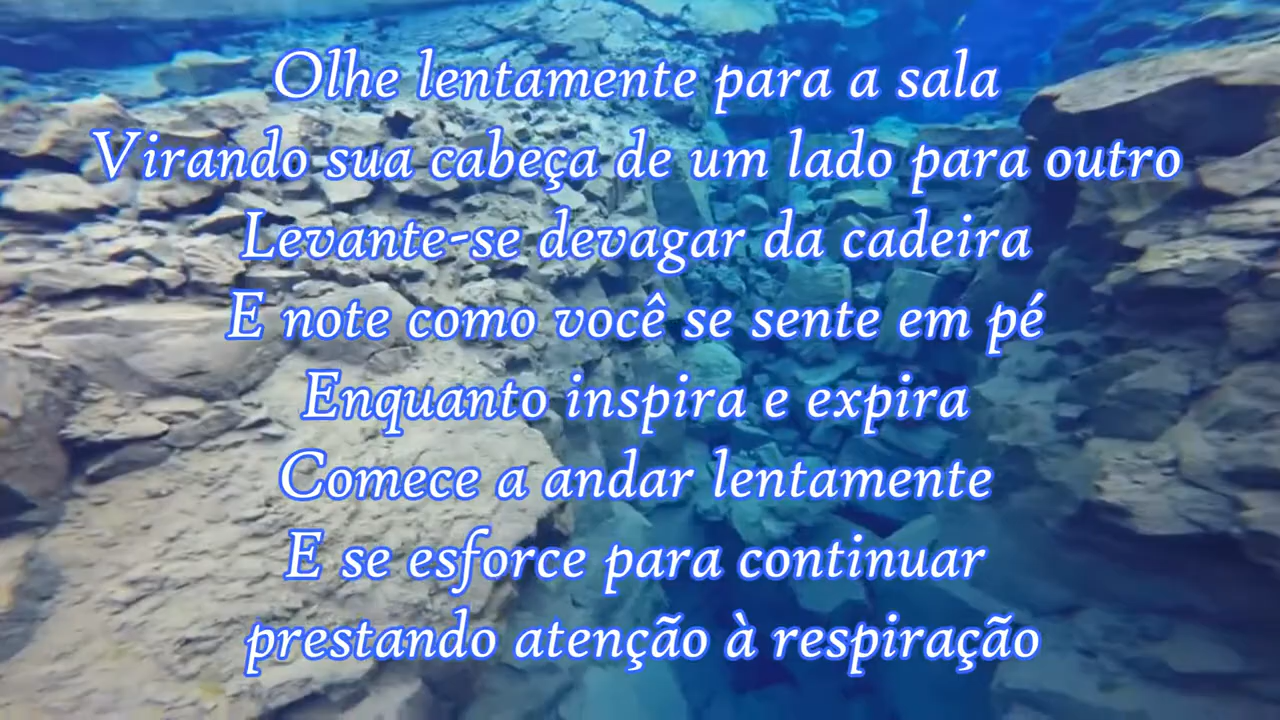 Olhe lentamente para a sala
Virando sua cabeça de um lado para outro
Levante-se devagar da cadeira
E note como você se sente em pé
Enquanto inspira e expira
Comece a andar lentamente
E se esforce para continuar
prestando atenção à respiração